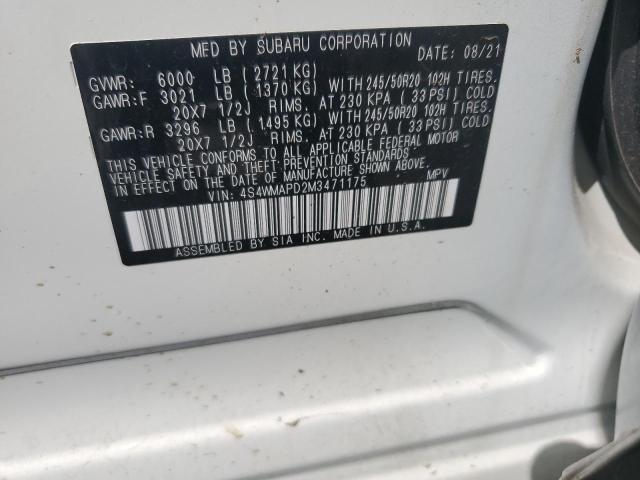 MFD BY SUBARU CORPORATION DATE: 08/21
GVWR: 6000 LB (2721 KG)
GAWR:F 3021 LB (1370 KG) WITH 245/50R20 102H TIRES.
20X7 1/2J RIMS. AT 230 KPA (33 PSI) COLD
GAWR:R 3296 LB (1495 KG) WITH 245/50R20 102H TIRES.
20X7 1/2J RIMS. AT 230 KPA (33 PSI) COLD
THIS VEHICLE CONFORMS TO ALL APPLICABLE FEDERAL MOTOR
VEHICLE SAFETY AND THEFT PREVENTION STANDARDS
IN EFFECT ON THE DATE OF MANUFACTURE SHOWN ABOVE.
VIN: 4S4WMAPD2M3471175 MPV
ASSEMBLED BY SIA INC. MADE IN U.S.A.